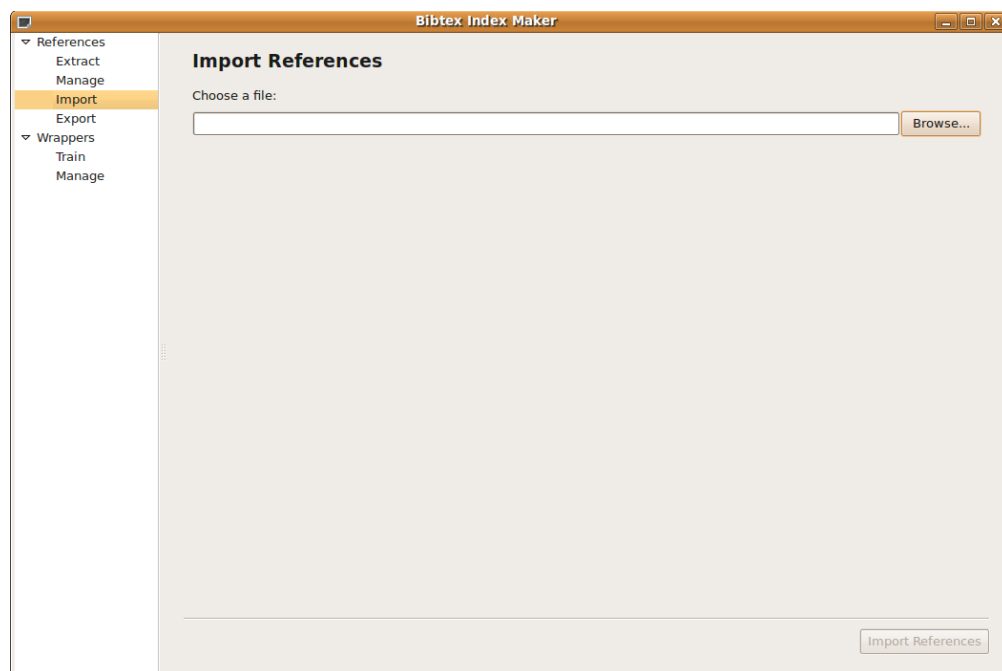 Bibtex Index Maker
References
Extract
Manage
Import
Export
Wrappers
Train
Manage
Import References
Choose a file:
Browse...
Import References